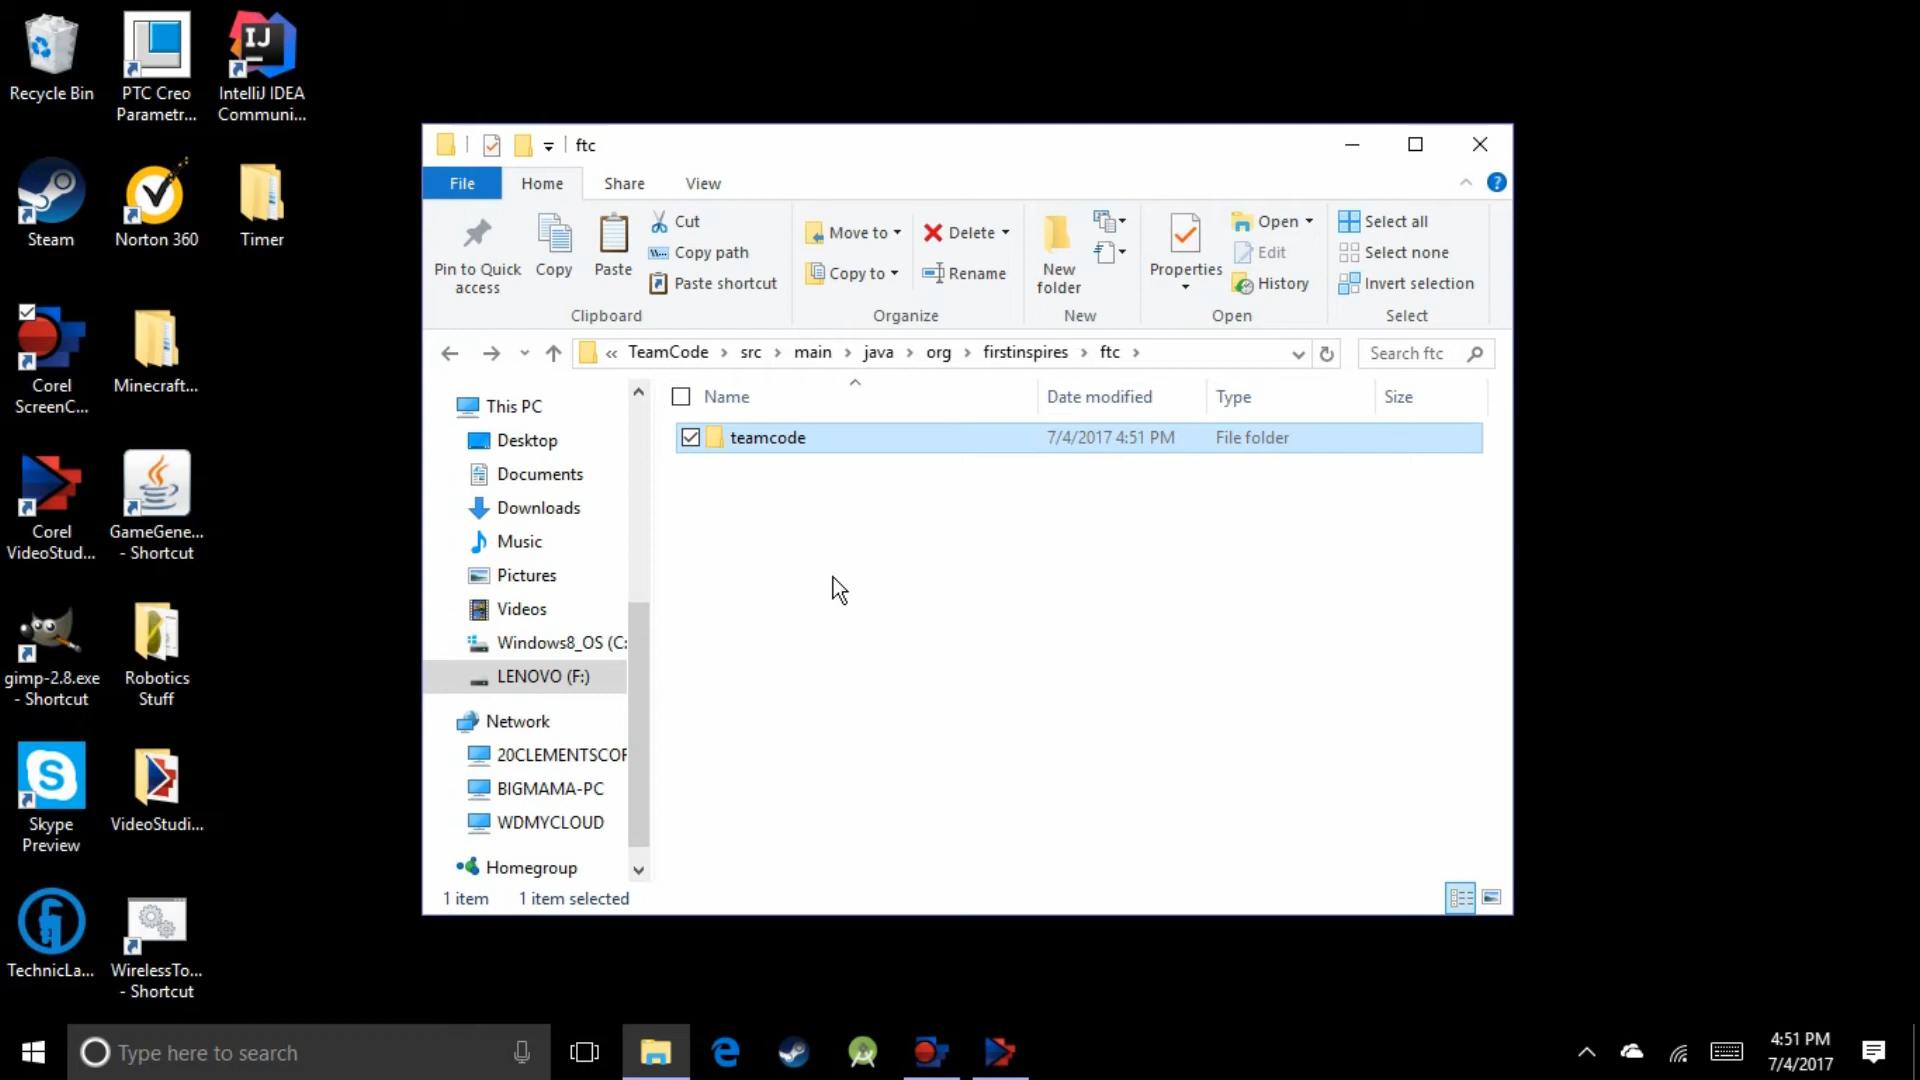 Recycle Bin
PTC Creo
Parametr...
IntelliJ IDEA
Communi...
Steam
Norton 360
Timer
Corel
ScreenC...
Minecraft...
Corel
VideoStud...
GameGene...
- Shortcut
gimp-2.8.exe
- Shortcut
Robotics
Stuff
Skype
Preview
VideoStudi...
TechnicLa...
WirelessTo...
- Shortcut
ftc
File Home Share View
Pin to Quick
access
Copy
Paste
Cut
Copy path
Paste shortcut
Clipboard
Move to
Copy to
Delete
Rename
Organize
New
folder
New
Properties
Open
Edit
History
Open
Select all
Select none
Invert selection
Select
« TeamCode > src > main > java > org > firstinspires > ftc >
Search ftc
This PC
Desktop
Documents
Downloads
Music
Pictures
Videos
Windows8_OS (C:
LENOVO (F:)
Network
20CLEMENTSCOF
BIGMAMA-PC
WDMYCLOUD
Homegroup
Name Date modified Type Size
teamcode 7/4/2017 4:51 PM File folder
1 item 1 item selected
Type here to search
4:51 PM
7/4/2017